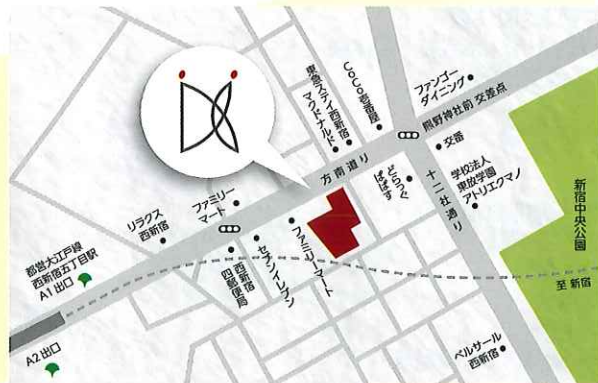 東急ステイ西新宿
マクドナルド
CoCo壱番屋
ファンゴー
ダイニング
熊野神社前 交差点
方南通り
交番
どらっぐ
ぱぱす
学校法人
東放学園
アトリエクマノ
十二社通り
新宿中央公園
リラクス
西新宿
ファミリー
マート
都営大江戸線
西新宿五丁目駅
A1 出口
西新宿
四郵便局
セブンイレブン
ファミリーマート
至 新宿
A2 出口
ベルサール
西新宿